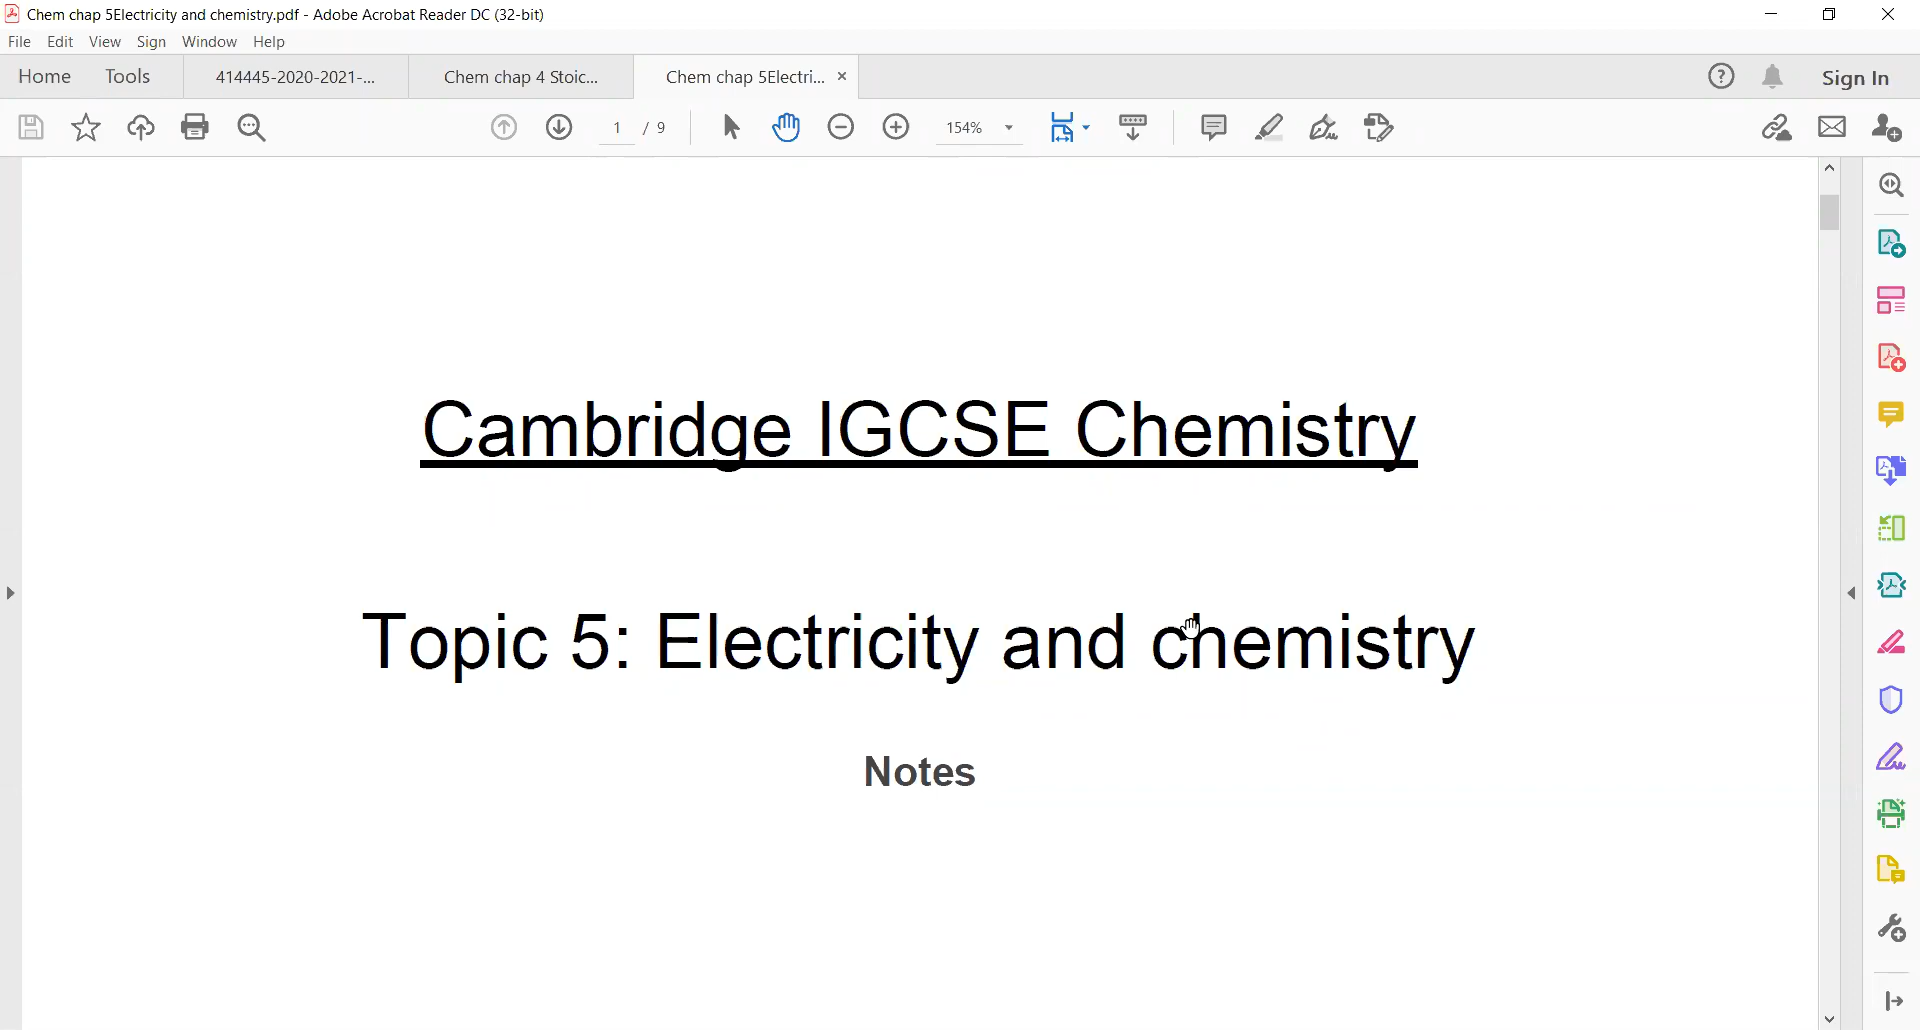 Chem chap 5Electricity and chemistry.pdf - Adobe Acrobat Reader DC (32-bit)
File Edit View Sign Window Help
Home Tools 414445-2020-2021-... Chem chap 4 Stoic... Chem chap 5Electri... Sign In
1 / 9 154%
Cambridge IGCSE Chemistry
Topic 5: Electricity and chemistry
Notes